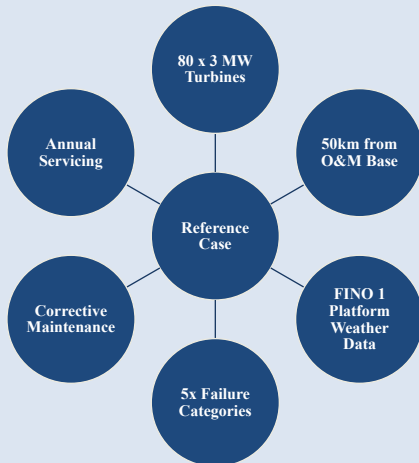 80 x 3 MW
Turbines
Annual
Servicing
50km from
O&M Base
Reference
Case
Corrective
Maintenance
FINO 1
Platform
Weather
Data
5x Failure
Categories